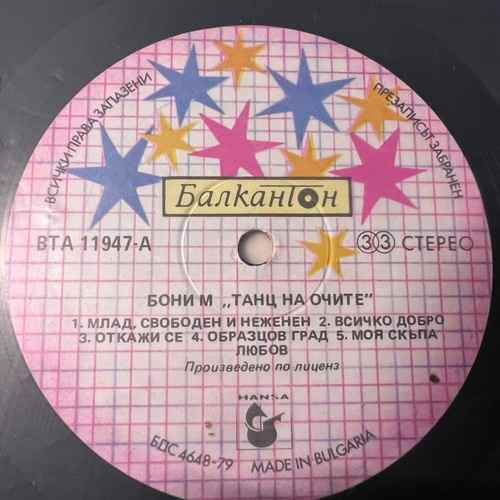 ВСИЧКИ ПРАВА ЗАПАЗЕНИ
ПРЕЗАПИСЪТ ЗАБРАНЕН
Балкантон
ВТА 11947-А
33 СТЕРЕО
БОНИ М „ТАНЦ НА ОЧИТЕ"
1. МЛАД, СВОБОДЕН И НЕЖЕНЕН 2. ВСИЧКО ДОБРО
3. ОТКАЖИ СЕ 4. ОБРАЗЦОВ ГРАД 5. МОЯ СКЪПА
ЛЮБОВ
Произведено по лиценз
HANSA
БДС 4648-79 MADE IN BULGARIA